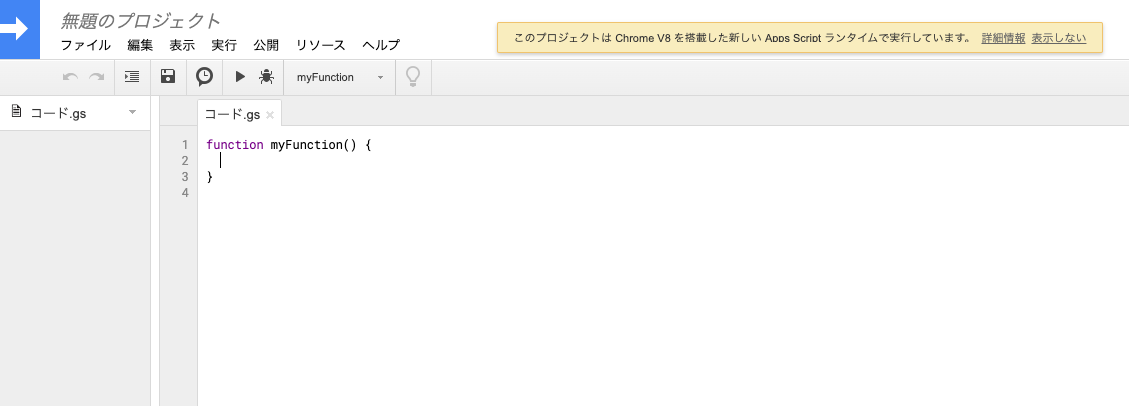 無題のプロジェクト
ファイル 編集 表示 実行 公開 リソース ヘルプ
このプロジェクトは Chrome V8 を搭載した新しい Apps Script ランタイムで実行しています。 詳細情報 表示しない
myFunction
コード.gs
コード.gs ×
1 function myFunction() {
2
3 }
4